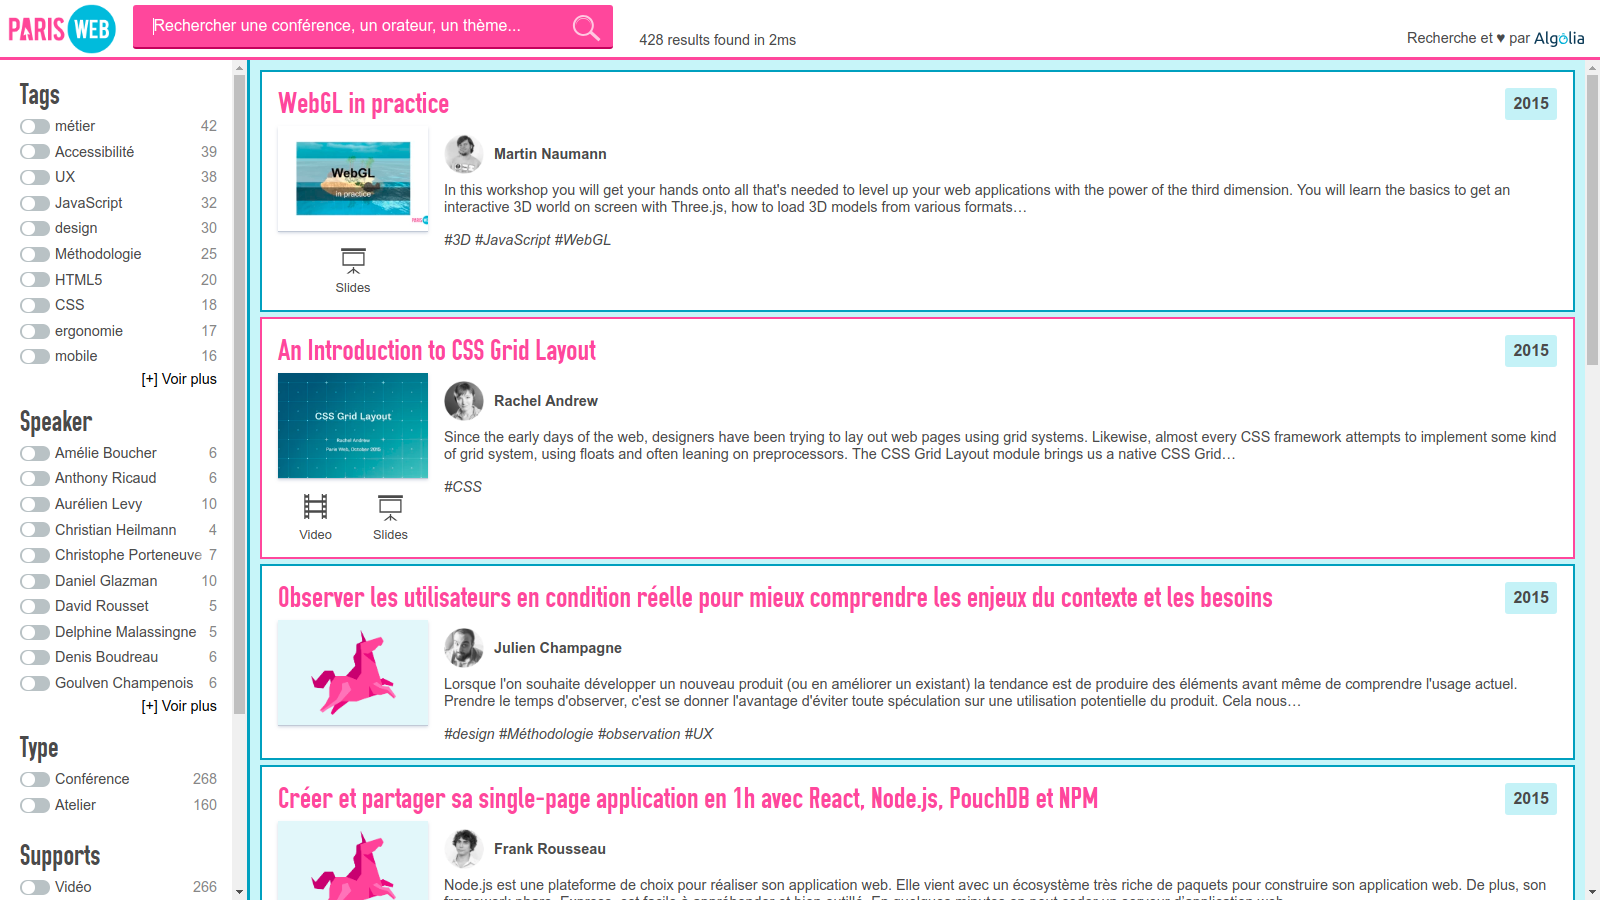 PARIS WEB
Rechercher une conférence, un orateur, un thème...
428 results found in 2ms
Recherche et ♥ par Algolia
Tags
métier 42
Accessibilité 39
UX 38
JavaScript 32
design 30
Méthodologie 25
HTML5 20
CSS 18
ergonomie 17
mobile 16
[+] Voir plus
Speaker
Amélie Boucher 6
Anthony Ricaud 6
Aurélien Levy 10
Christian Heilmann 4
Christophe Porteneuve 7
Daniel Glazman 10
David Rousset 5
Delphine Malassingne 5
Denis Boudreau 6
Goulven Champenois 6
[+] Voir plus
Type
Conférence 268
Atelier 160
Supports
Vidéo 266
WebGL in practice
2015
WebGL
in practice
Martin Naumann
In this workshop you will get your hands onto all that's needed to level up your web applications with the power of the third dimension. You will learn the basics to get an
interactive 3D world on screen with Three.js, how to load 3D models from various formats…
#3D #JavaScript #WebGL
Slides
An Introduction to CSS Grid Layout
2015
CSS Grid Layout
Rachel Andrew
Paris Web, October 2015
Rachel Andrew
Since the early days of the web, designers have been trying to lay out web pages using grid systems. Likewise, almost every CSS framework attempts to implement some kind
of grid system, using floats and often leaning on preprocessors. The CSS Grid Layout module brings us a native CSS Grid…
#CSS
Video
Slides
Observer les utilisateurs en condition réelle pour mieux comprendre les enjeux du contexte et les besoins
2015
Julien Champagne
Lorsque l'on souhaite développer un nouveau produit (ou en améliorer un existant) la tendance est de produire des éléments avant même de comprendre l'usage actuel.
Prendre le temps d'observer, c'est se donner l'avantage d'éviter toute spéculation sur une utilisation potentielle du produit. Cela nous…
#design #Méthodologie #observation #UX
Créer et partager sa single-page application en 1h avec React, Node.js, PouchDB et NPM
2015
Frank Rousseau
Node.js est une plateforme de choix pour réaliser son application web. Elle vient avec un écosystème très riche de paquets pour construire son application web. De plus, son